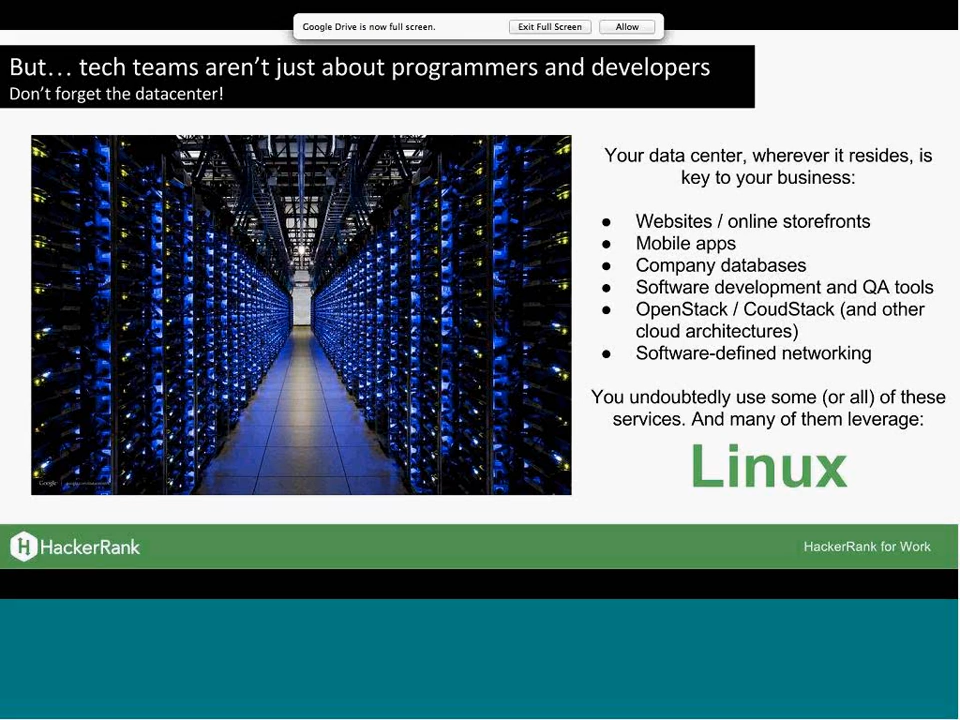 Google Drive is now full screen. Exit Full Screen Allow
But... tech teams aren't just about programmers and developers
Don't forget the datacenter!
Your data center, wherever it resides, is
key to your business:
● Websites / online storefronts
● Mobile apps
● Company databases
● Software development and QA tools
● OpenStack / CoudStack (and other
cloud architectures)
● Software-defined networking
You undoubtedly use some (or all) of these
services. And many of them leverage:
Linux
Google
HackerRank
HackerRank for Work